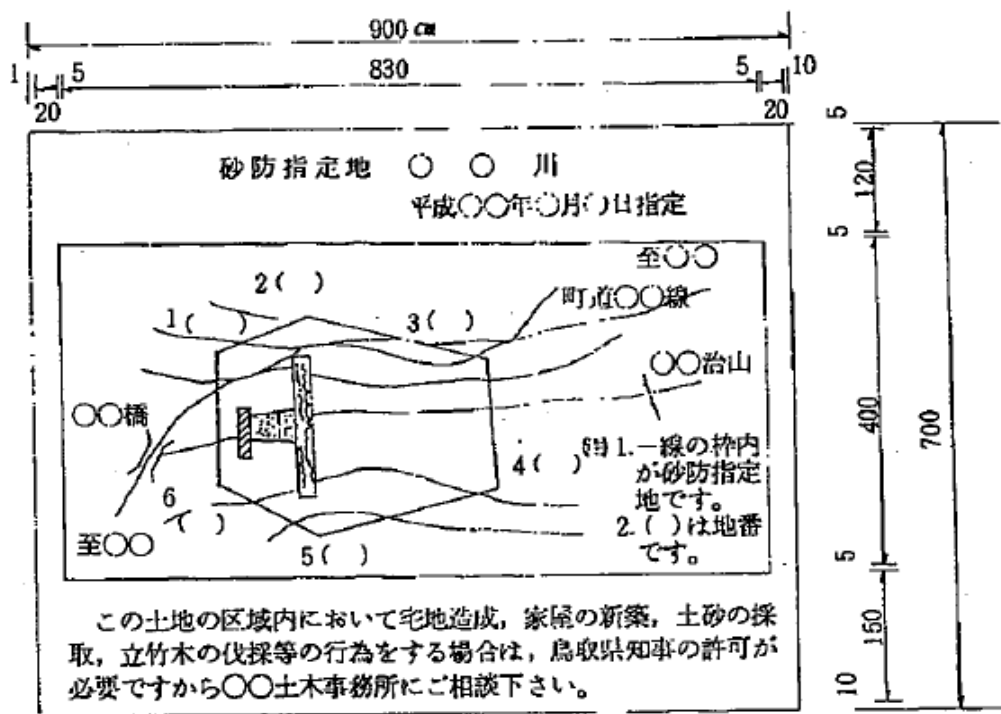 900 cm
1 5 830 5 10
20 20
砂防指定地 ○ ○ 川
平成○○年○月○日指定
至○○
2( )
町道○○線
1( )
3( )
○○治山
○○橋
4( )
1.―線の枠内
が砂防指定
地です。
6
( )
2.( )は地番
です。
至○○
5( )
この土地の区域内において宅地造成，家屋の新築，土砂の採
取，立竹木の伐採等の行為をする場合は，鳥取県知事の許可が
必要ですから○○土木事務所にご相談下さい。
5
120
5
400
700
5
10